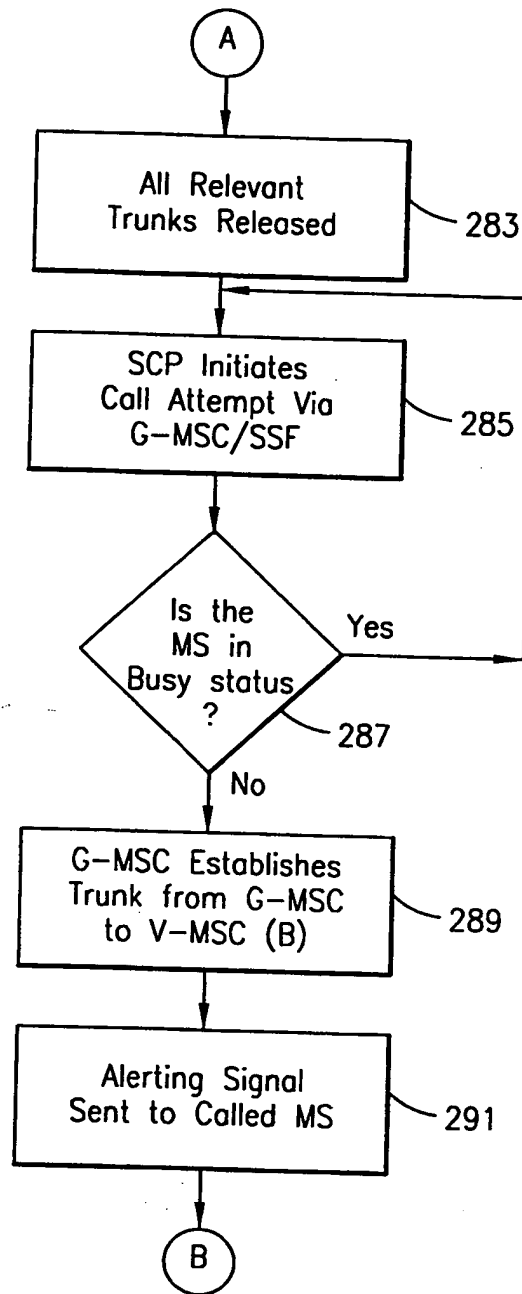 A
All Relevant
Trunks Released
283
SCP Initiates
Call Attempt Via
G-MSC/SSF
285
Is the
MS in
Busy status
?
Yes
287
No
G-MSC Establishes
Trunk from G-MSC
to V-MSC (B)
289
Alerting Signal
Sent to Called MS
291
B